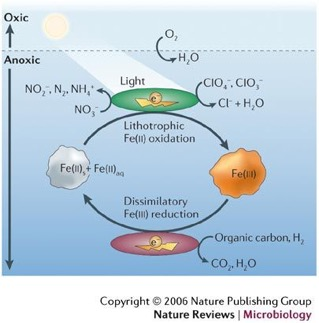 Oxic
Anoxic
O₂
H₂O
Light
NO₂⁻, N₂, NH₄⁺
NO₃⁻
e⁻
ClO₄⁻, ClO₃⁻
Cl⁻ + H₂O
Lithotrophic
Fe(II) oxidation
Fe(II)ₛ + Fe(II)aq
Fe(III)
Dissimilatory
Fe(III) reduction
e⁻
Organic carbon, H₂
CO₂, H₂O
Copyright © 2006 Nature Publishing Group
Nature Reviews | Microbiology